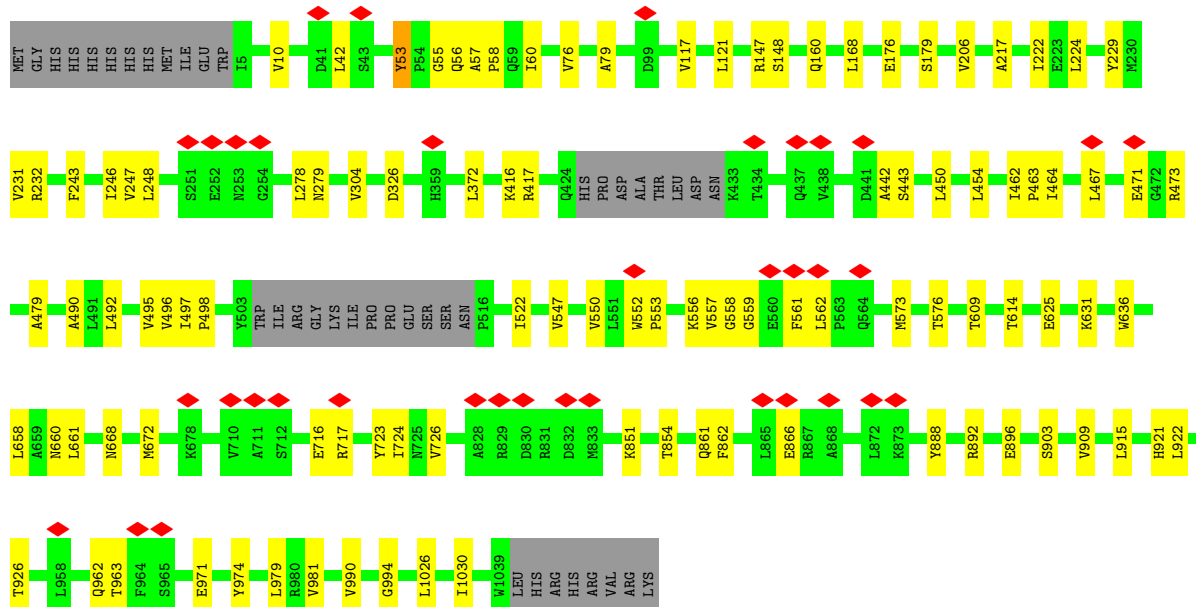 MET GLY HIS HIS HIS HIS HIS HIS MET ILE GLU TRP I5 V10 D41 L42 S43 Y53 P54 G55 Q56 A57 P58 Q59 I60 V76 A79 D99 V117 L121 R147 S148 Q160 L168 E176 S179 V206 A217 I222 E223 L224 Y229 M230
V231 R232 F243 I246 V247 L248 S251 E252 N253 G254 L278 N279 V304 D326 H359 L372 K416 R417 Q424 HIS PRO ASP ALA THR LEU ASP ASN K433 T434 Q437 V438 D441 A442 S443 L450 L454 I462 P463 I464 L467 E471 G472 R473
A479 A490 L491 L492 V495 V496 I497 P498 Y503 TRP ILE ARG GLY LYS ILE PRO PRO GLU SER SER ASN P516 I522 V547 V550 L551 W552 P553 K556 V557 G558 G559 E560 F561 L562 P563 Q564 M573 T576 T609 T614 E625 K631 W636
L658 A659 N660 L661 N668 M672 K678 V710 A711 S712 E716 R717 Y723 I724 N725 V726 A828 R829 D830 R831 D832 M833 K851 T854 Q861 F862 L865 E866 R867 A868 L872 K873 Y888 R892 E896 S903 V909 L915 H921 L922
T926 L958 Q962 T963 F964 S965 E971 Y974 L979 R980 V981 V990 G994 L1026 I1030 W1039 LEU HIS ARG HIS ARG VAL ARG LYS